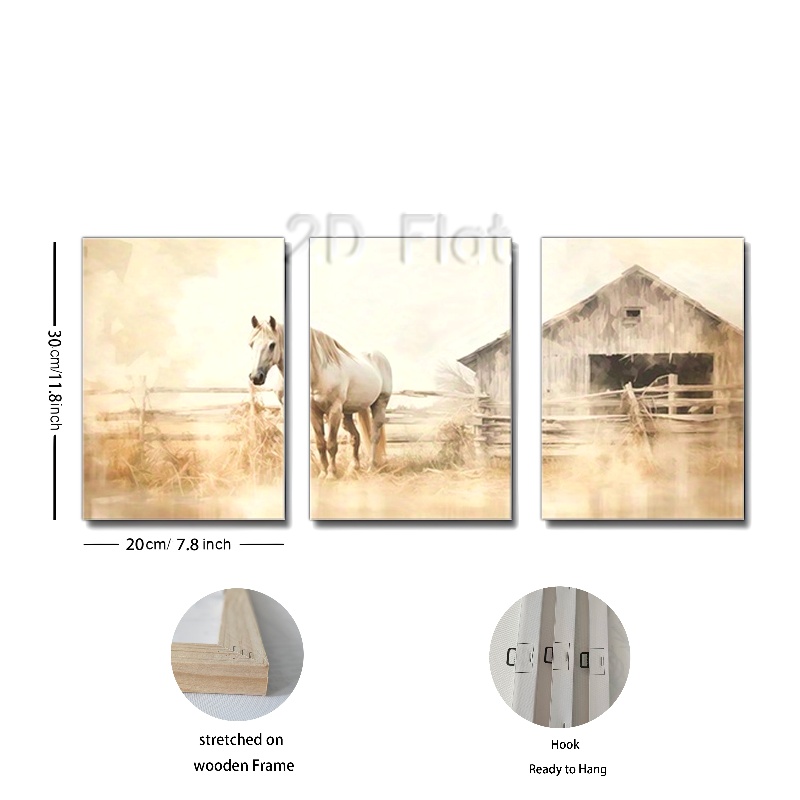 2D Flat
30cm/11.8inch
20cm/ 7.8 inch
stretched on
wooden Frame
Hook
Ready to Hang